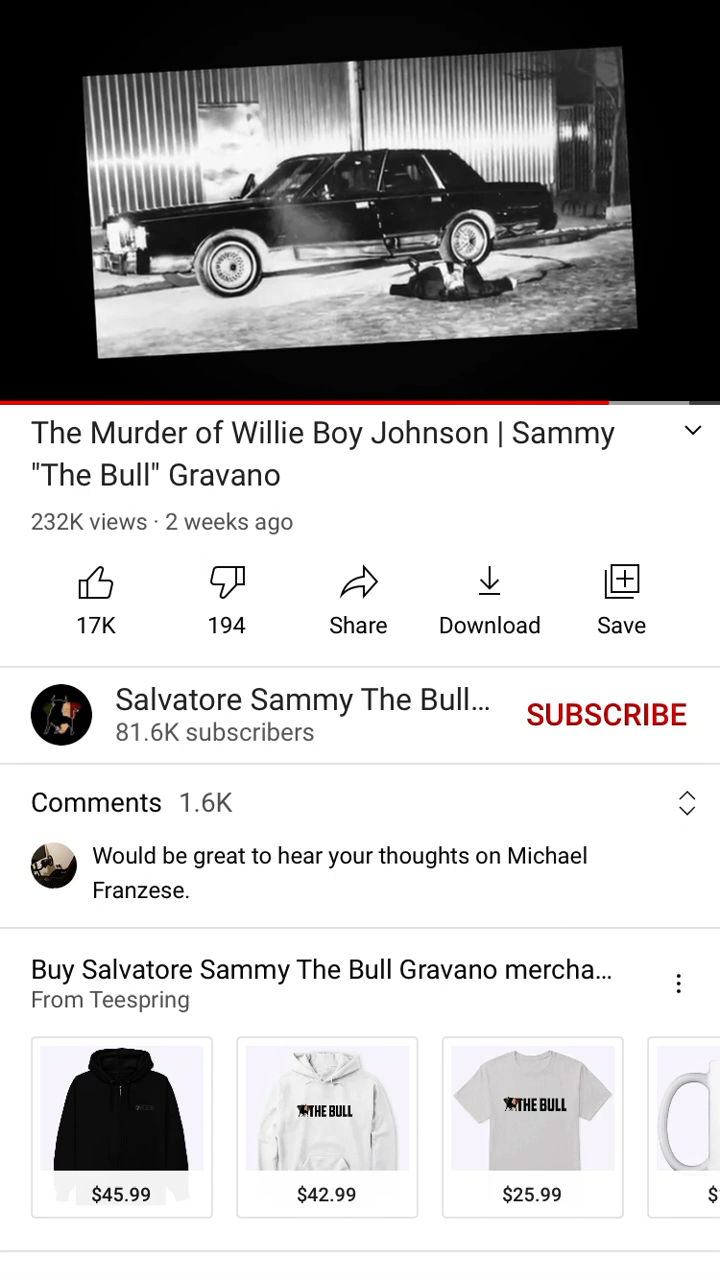 The Murder of Willie Boy Johnson | Sammy
"The Bull" Gravano
232K views · 2 weeks ago
17K
194
Share
Download
Save
Salvatore Sammy The Bull...
81.6K subscribers
SUBSCRIBE
Comments 1.6K
Would be great to hear your thoughts on Michael
Franzese.
Buy Salvatore Sammy The Bull Gravano mercha...
From Teespring
THE BULL
THE BULL
$45.99
$42.99
$25.99